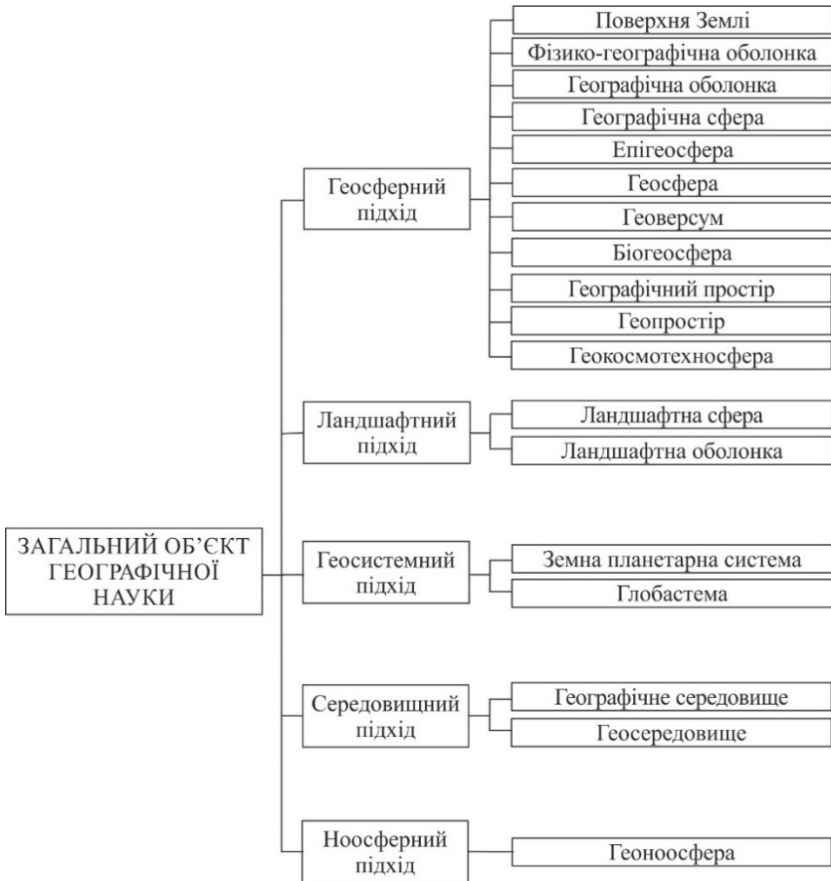 ЗАГАЛЬНИЙ ОБ’ЄКТ
ГЕОГРАФІЧНОЇ
НАУКИ
Геосферний
підхід
Поверхня Землі
Фізико-географічна оболонка
Географічна оболонка
Географічна сфера
Епігеосфера
Геосфера
Геоверсум
Біогеосфера
Географічний простір
Геопростір
Геокосмотехносфера
Ландшафтний
підхід
Ландшафтна сфера
Ландшафтна оболонка
Геосистемний
підхід
Земна планетарна система
Глобастема
Середовищний
підхід
Географічне середовище
Геосередовище
Ноосферний
підхід
Геоноосфера